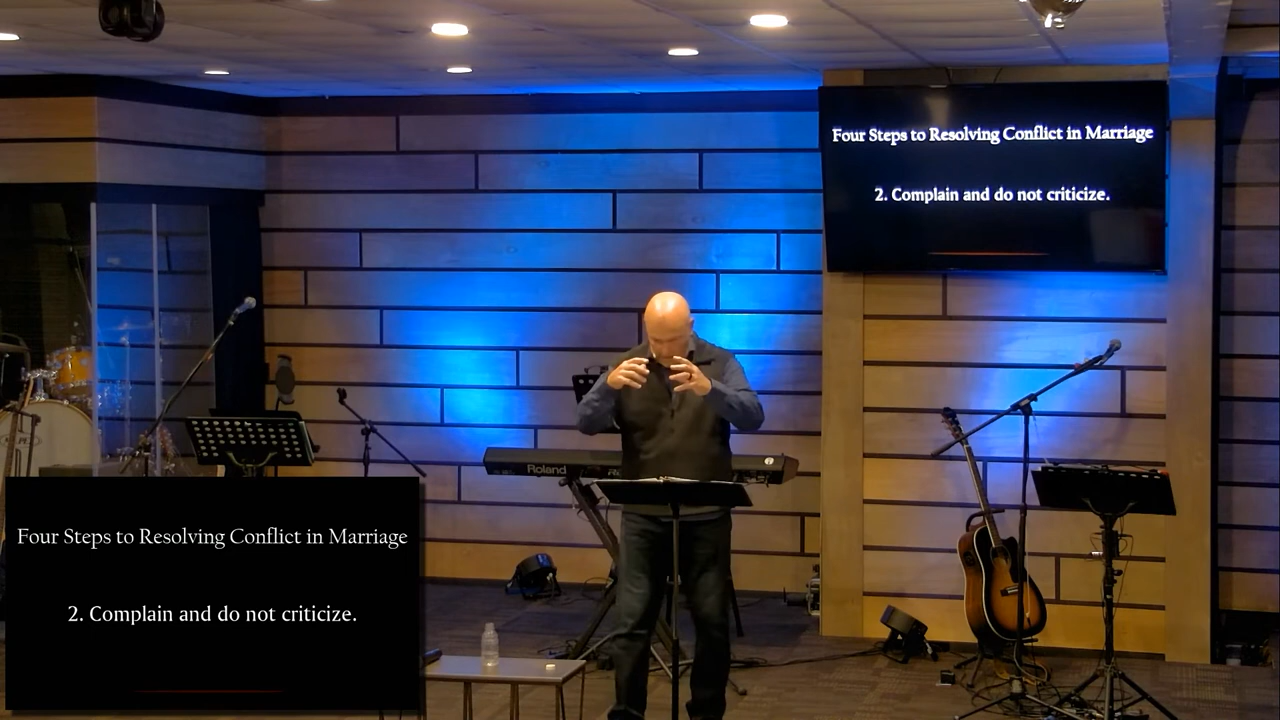 Four Steps to Resolving Conflict in Marriage
2. Complain and do not criticize.
Roland
Four Steps to Resolving Conflict in Marriage
2. Complain and do not criticize.